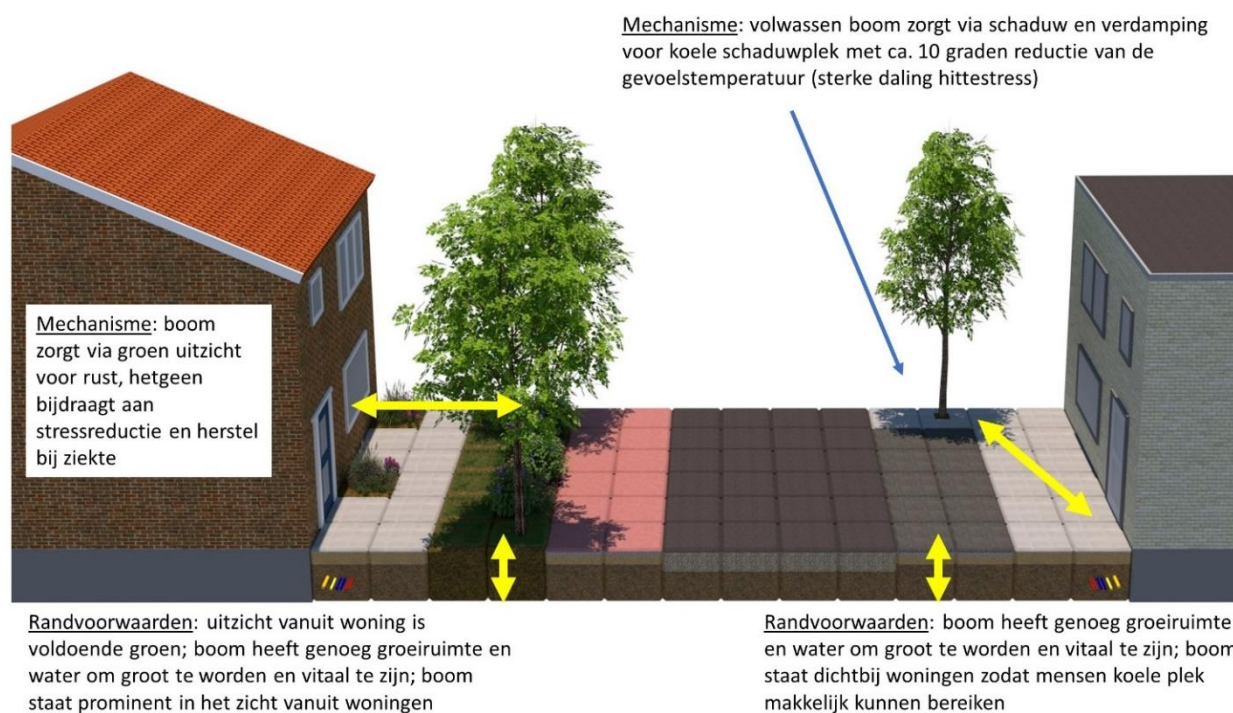 Mechanisme: volwassen boom zorgt via schaduw en verdamping
voor koele schaduwplek met ca. 10 graden reductie van de
gevoelstemperatuur (sterke daling hittestress)
Mechanisme: boom
zorgt via groen uitzicht
voor rust, hetgeen
bijdraagt aan
stressreductie en herstel
bij ziekte
Randvoorwaarden: uitzicht vanuit woning is
voldoende groen; boom heeft genoeg groeiruimte en
water om groot te worden en vitaal te zijn; boom
staat prominent in het zicht vanuit woningen
Randvoorwaarden: boom heeft genoeg groeiruimte
en water om groot te worden en vitaal te zijn; boom
staat dichtbij woningen zodat mensen koele plek
makkelijk kunnen bereiken